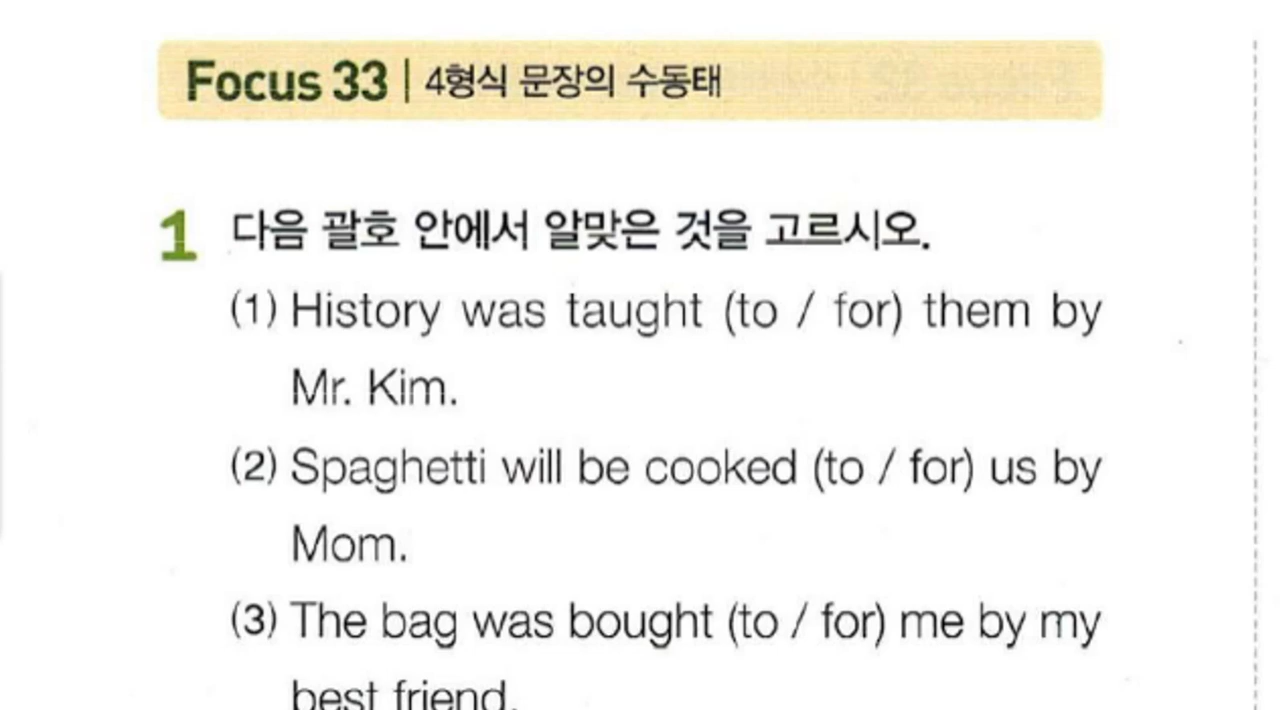 Focus 33 | 4형식 문장의 수동태
1 다음 괄호 안에서 알맞은 것을 고르시오.
(1) History was taught (to / for) them by
Mr. Kim.
(2) Spaghetti will be cooked (to / for) us by
Mom.
(3) The bag was bought (to / for) me by my
best friend.